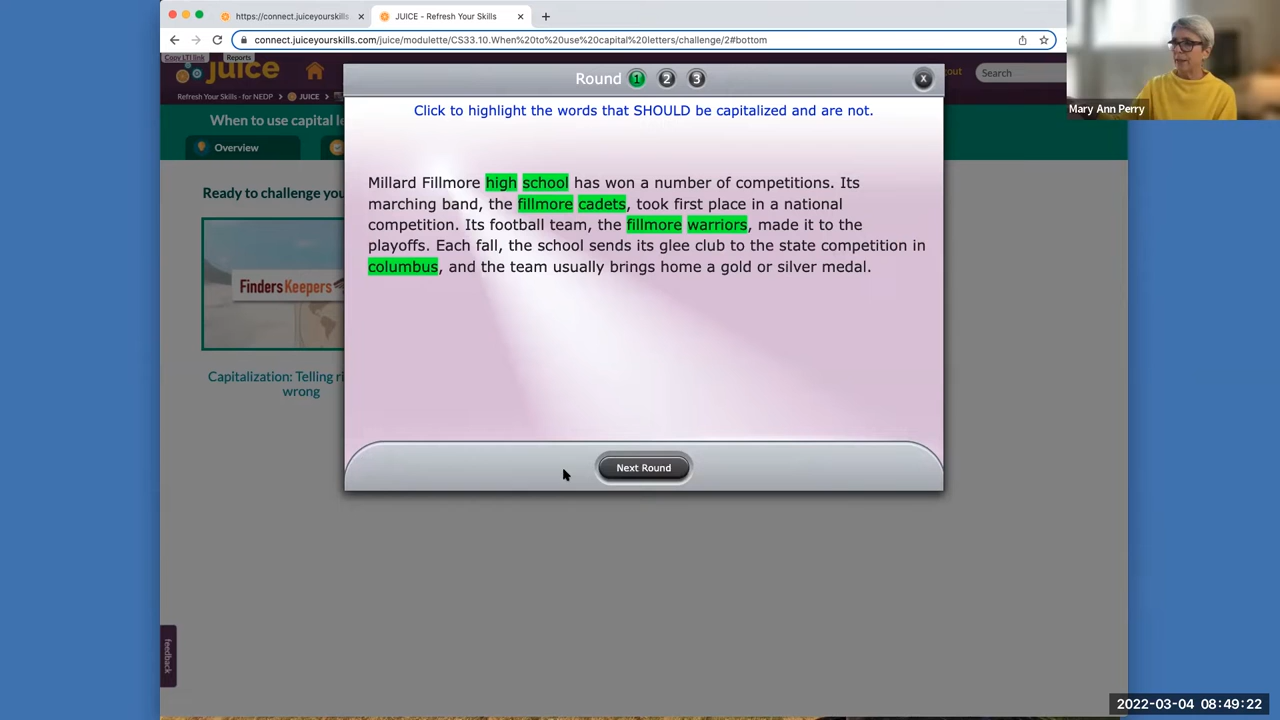 https://connect.juiceyourskills
JUICE - Refresh Your Skills
connect.juiceyourskills.com/juice/modulette/CS33.10.When%20to%20use%20capital%20letters/challenge/2#bottom
Copy LTI link
Reports
juice
out
Search
Refresh Your Skills - for NEDP > JUICE >
When to use capital le
Overview
Ready to challenge you
Finders Keepers
Capitalization: Telling ri
wrong
Round 1 2 3
X
Click to highlight the words that SHOULD be capitalized and are not.
Millard Fillmore high school has won a number of competitions. Its
marching band, the fillmore cadets, took first place in a national
competition. Its football team, the fillmore warriors, made it to the
playoffs. Each fall, the school sends its glee club to the state competition in
columbus, and the team usually brings home a gold or silver medal.
Next Round
feedback
Mary Ann Perry
2022-03-04 08:49:22